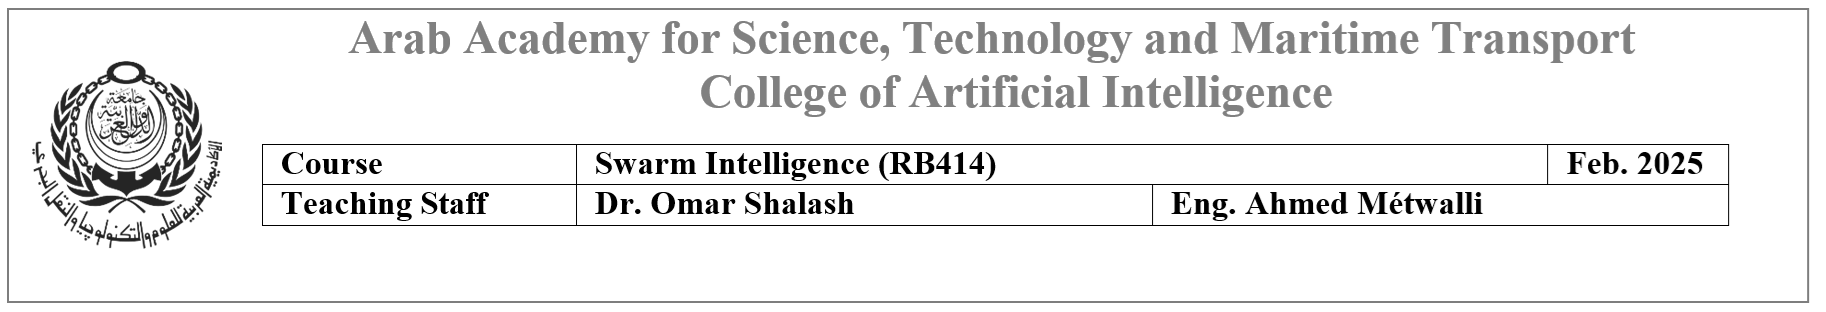 Arab Academy for Science, Technology and Maritime Transport
College of Artificial Intelligence
جامعة
الدول العربية
الأكاديمية العربية للعلوم والتكنولوجيا والنقل البحري
Course Swarm Intelligence (RB414) Feb. 2025
Teaching Staff Dr. Omar Shalash Eng. Ahmed Métwalli